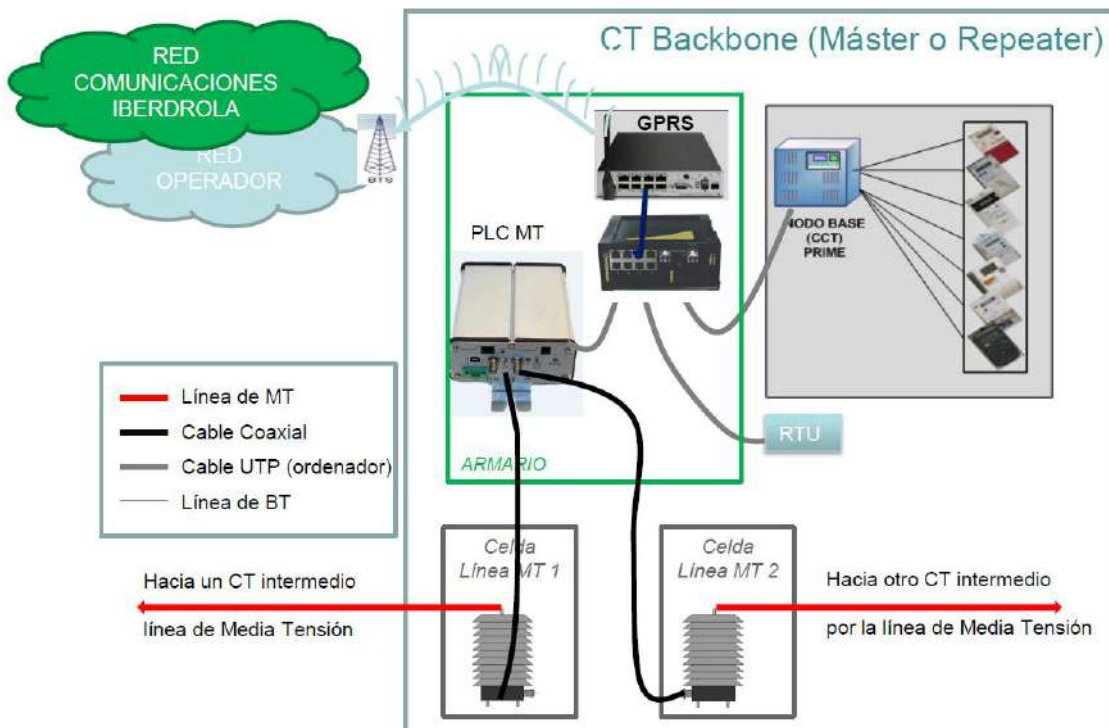 CT Backbone (Máster o Repeater)
RED
COMUNICACIONES
IBERDROLA
RED
OPERADOR
BTS
GPRS
PLC MT
NODO BASE
(CCT)
PRIME
RTU
ARMARIO
Línea de MT
Cable Coaxial
Cable UTP (ordenador)
Línea de BT
Celda
Línea MT 1
Celda
Línea MT 2
Hacia un CT intermedio
línea de Media Tensión
Hacia otro CT intermedio
por la línea de Media Tensión